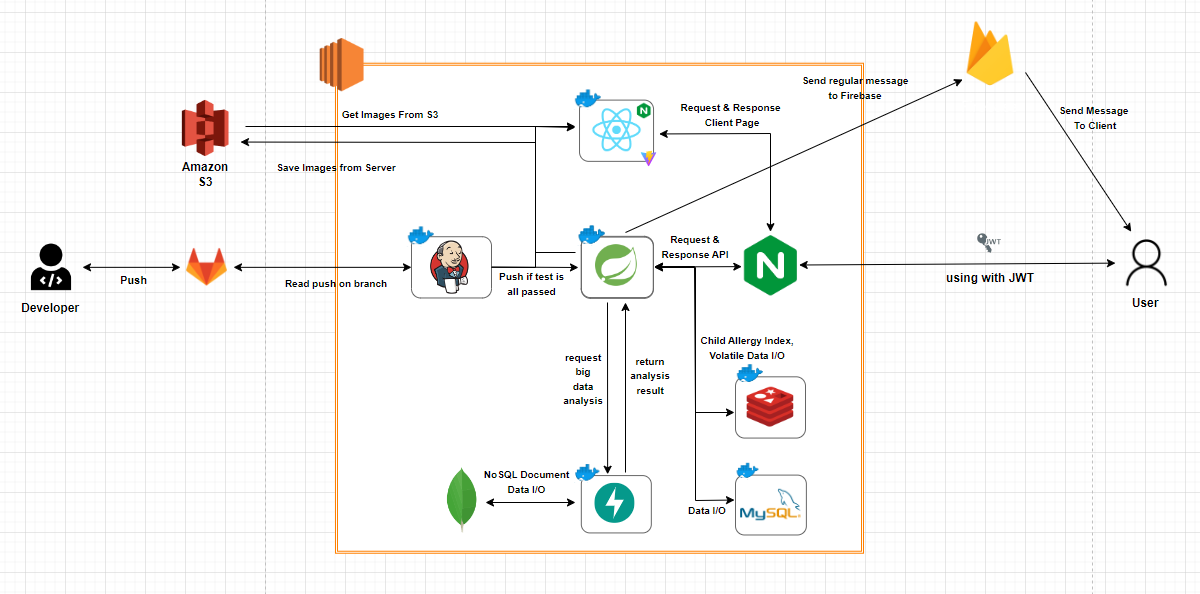 Send regular message
to Firebase
Get Images From S3
Request & Response
Client Page
Send Message
To Client
Amazon
S3
Save Images from Server
Request &
Response API
JWT
Push
Read push on branch
Push if test is
all passed
using with JWT
Developer
User
Child Allergy Index,
Volatile Data I/O
request
big
data
analysis
return
analysis
result
NoSQL Document
Data I/O
Data I/O
MySQL
N
N